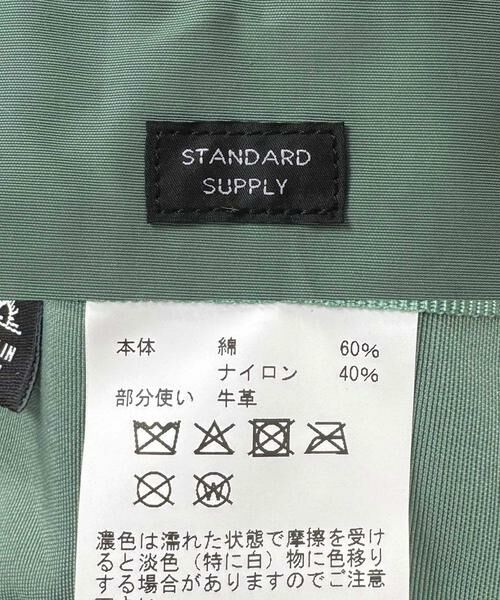 STANDARD
SUPPLY
IN
本体 綿 60%
ナイロン 40%
部分使い 牛革
W
濃色は濡れた状態で摩擦を受け
ると淡色（特に白）物に色移り
する場合がありますのでご注意